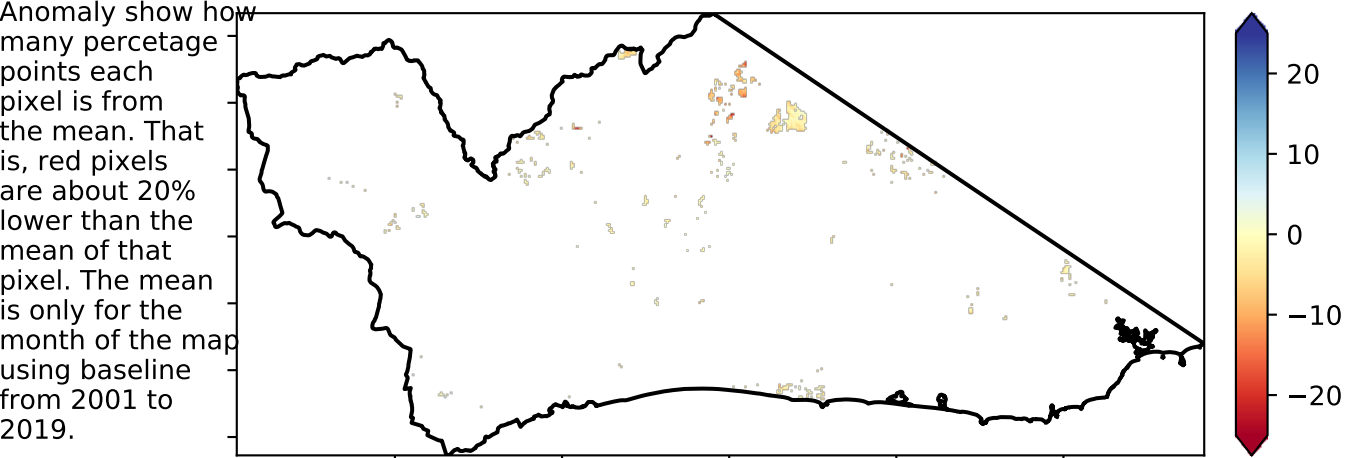 Anomaly show how
many percetage
points each
pixel is from
the mean. That
is, red pixels
are about 20%
lower than the
mean of that
pixel. The mean
is only for the
month of the map
using baseline
from 2001 to
2019.
20
10
0
−10
−20